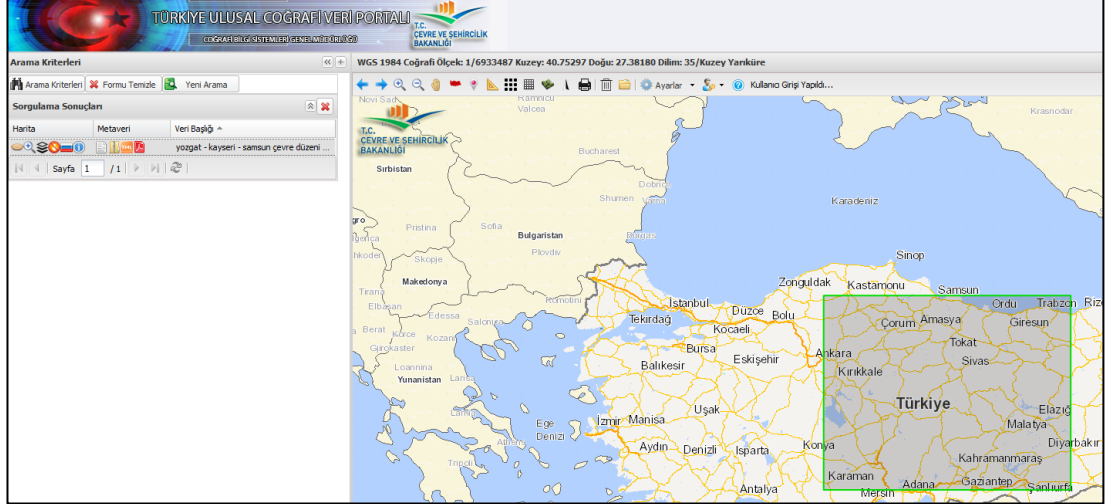 TÜRKİYE ULUSAL COĞRAFİ VERİ PORTALI
COĞRAFİ BİLGİ SİSTEMLERİ GENEL MÜDÜRLÜĞÜ
T.C.
ÇEVRE VE ŞEHİRCİLİK
BAKANLIĞI
Arama Kriterleri
WGS 1984 Coğrafi Ölçek: 1/6933487 Kuzey: 40.75297 Doğu: 27.38180 Dilim: 35/Kuzey Yarıküre
Arama Kriterleri Formu Temizle Yeni Arama
Ayarlar Kullanıcı Girişi Yapıldı...
Sorgulama Sonuçları
Harita Metaveri Veri Başlığı
yozgat - kayseri - samsun çevre düzeni ...
Sayfa 1 / 1
Novi Sad
Ramnicu
Valcea
Krasnodar
T.C.
ÇEVRE VE ŞEHİRCİLİK
BAKANLIĞI
Bucharest
Sırbistan
Shumen
Karadeniz
Pristina
Sofia
Bulgaristan
Burgas
Plovdiv
Skopje
Makedonya
Sinop
Zonguldak
Kastamonu
Samsun
Tirana
Elbasan
Komotini
İstanbul
Düzce
Bolu
Ordu
Trabzon
Tekirdağ
Kocaeli
Çorum
Amasya
Giresun
Berat
Korce
Edessa
Kozani
Gjirokaster
Bursa
Tokat
Balıkesir
Eskişehir
Ankara
Sivas
Kırıkkale
Loannina
Yunanistan
Türkiye
Elazığ
Lamia
Uşak
Malatya
Ege
Denizi
İzmir
Manisa
Konya
Diyarbakır
Aydın
Denizli
Isparta
Kahramanmaraş
Tripoli
Karaman
Adana
Gaziantep
Şanlıurfa
Antalya
Mersin